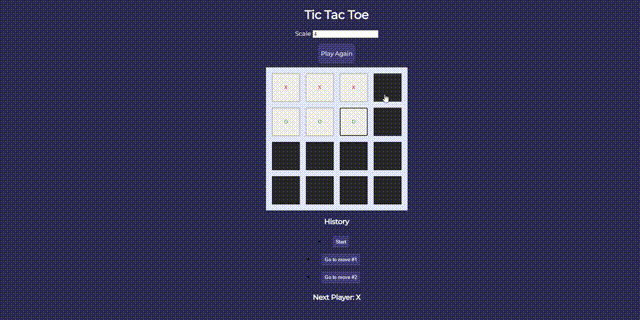 Tic Tac Toe
Scale 4
Play Again
X X X
O O O
History
Start
Go to move #1
Go to move #2
Next Player: X